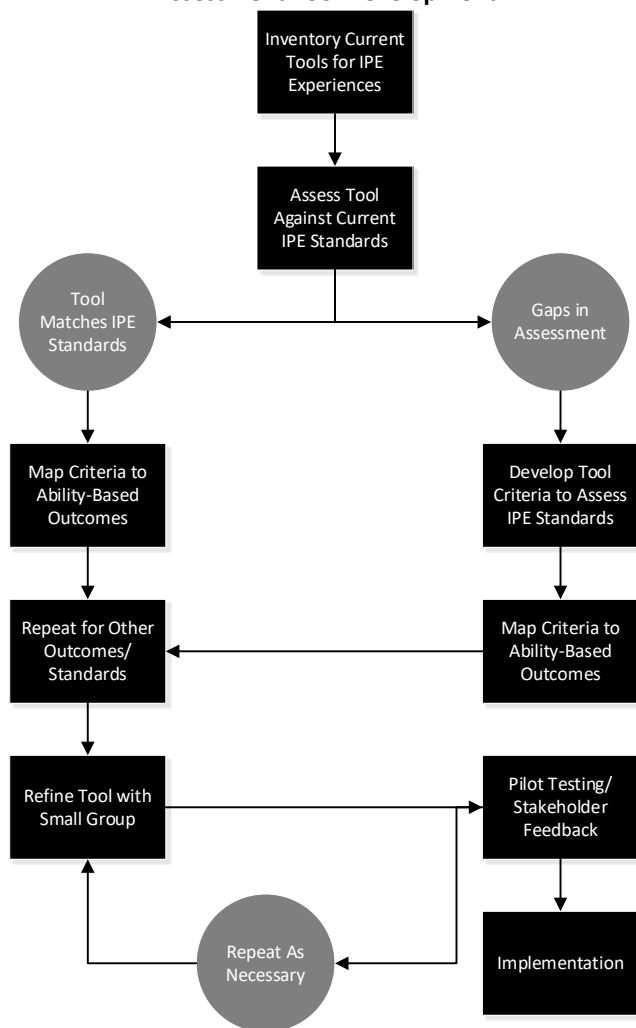 Inventory Current
Tools for IPE
Experiences
Assess Tool
Against Current
IPE Standards
Tool
Matches IPE
Standards
Gaps in
Assessment
Map Criteria to
Ability-Based
Outcomes
Develop Tool
Criteria to Assess
IPE Standards
Repeat for Other
Outcomes/
Standards
Map Criteria to
Ability-Based
Outcomes
Refine Tool with
Small Group
Pilot Testing/
Stakeholder
Feedback
Repeat As
Necessary
Implementation